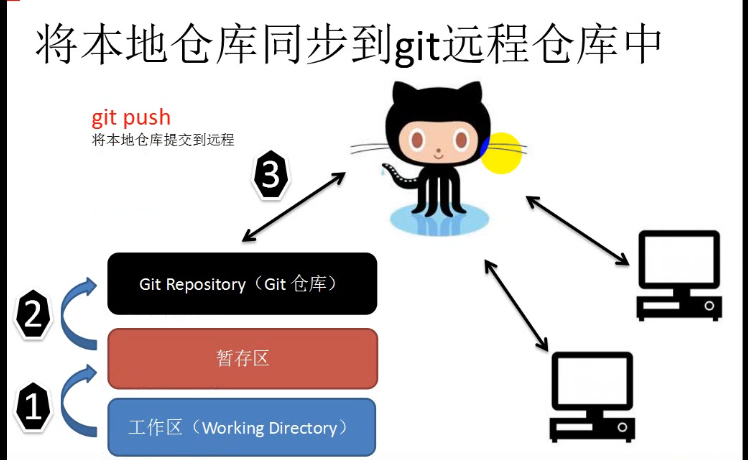 将本地仓库同步到git远程仓库中
git push
将本地仓库提交到远程
3
Git Repository（Git 仓库）
2
暂存区
1
工作区（Working Directory）